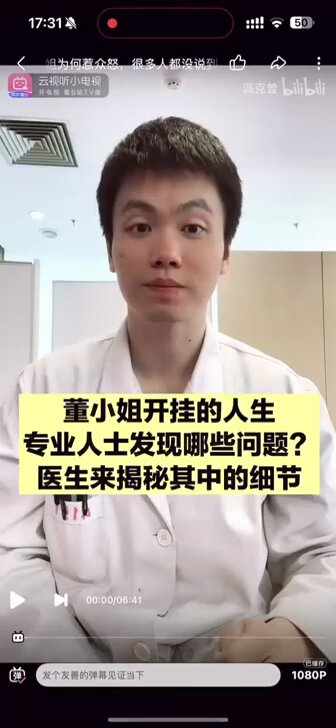 17:31
50
姐为何惹众怒，很多人都没说到
云视听小电视
开电视 看B站TV版
派克普 bilibili
董小姐开挂的人生
专业人士发现哪些问题？
医生来揭秘其中的细节
00:00/06:41
弹
发个友善的弹幕见证当下
已缓存
1080P